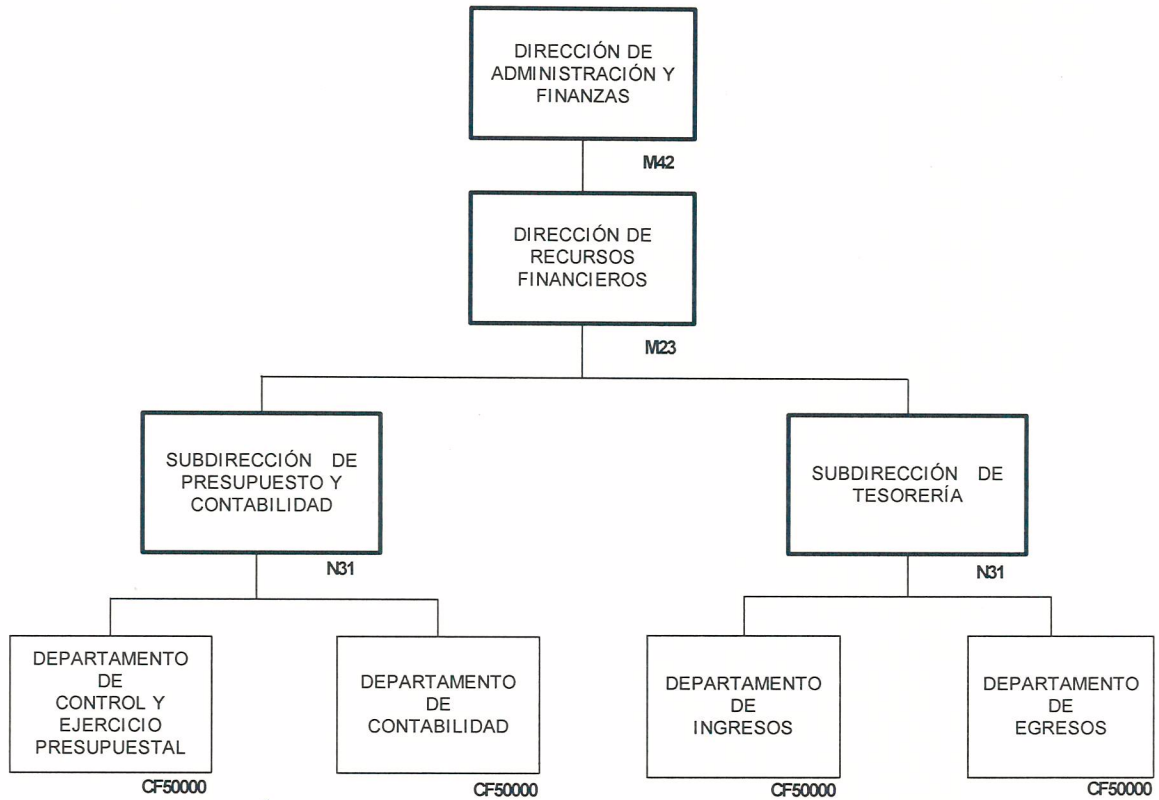 DIRECCIÓN DE
ADMINISTRACIÓN Y
FINANZAS
M42
DIRECCIÓN DE
RECURSOS
FINANCIEROS
M23
SUBDIRECCIÓN DE
PRESUPUESTO Y
CONTABILIDAD
N31
SUBDIRECCIÓN DE
TESORERÍA
N31
DEPARTAMENTO
DE
CONTROL Y
EJERCICIO
PRESUPUESTAL
CF50000
DEPARTAMENTO
DE
CONTABILIDAD
CF50000
DEPARTAMENTO
DE
INGRESOS
CF50000
DEPARTAMENTO
DE
EGRESOS
CF50000